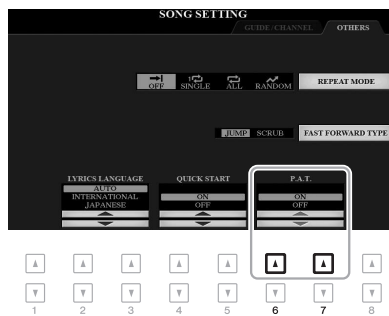 SONG SETTING
GUIDE/CHANNEL OTHERS
OFF SINGLE ALL RANDOM REPEAT MODE
JUMP SCRUB FAST FORWARD TYPE
LYRICS LANGUAGE QUICK START P.A.T.
AUTO
INTERNATIONAL ON ON
JAPANESE OFF OFF
1 2 3 4 5 6 7 8